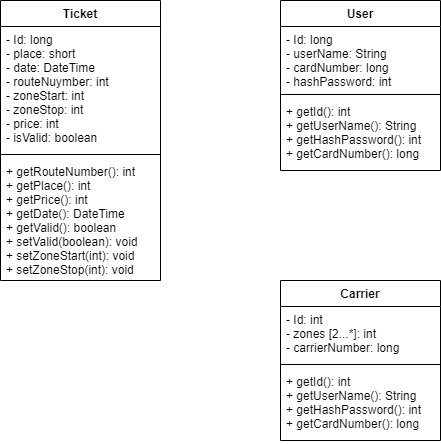 Ticket
- Id: long
- place: short
- date: DateTime
- routeNuymber: int
- zoneStart: int
- zoneStop: int
- price: int
- isValid: boolean
+ getRouteNumber(): int
+ getPlace(): int
+ getPrice(): int
+ getDate(): DateTime
+ getValid(): boolean
+ setValid(boolean): void
+ setZoneStart(int): void
+ setZoneStop(int): void
User
- Id: long
- userName: String
- cardNumber: long
- hashPassword: int
+ getId(): int
+ getUserName(): String
+ getHashPassword(): int
+ getCardNumber(): long
Carrier
- Id: int
- zones [2...*]: int
- carrierNumber: long
+ getId(): int
+ getUserName(): String
+ getHashPassword(): int
+ getCardNumber(): long